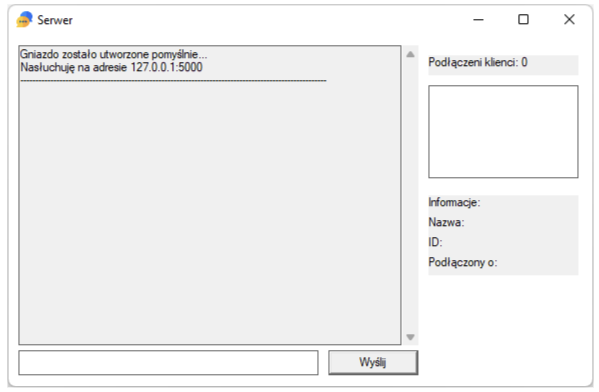 Serwer
Gniazdo zostało utworzone pomyślnie...
Nasłuchuję na adresie 127.0.0.1:5000
--------------------------------------------------------------------------------
Podłączeni klienci: 0
Informacje:
Nazwa:
ID:
Podłączony o:
Wyślij